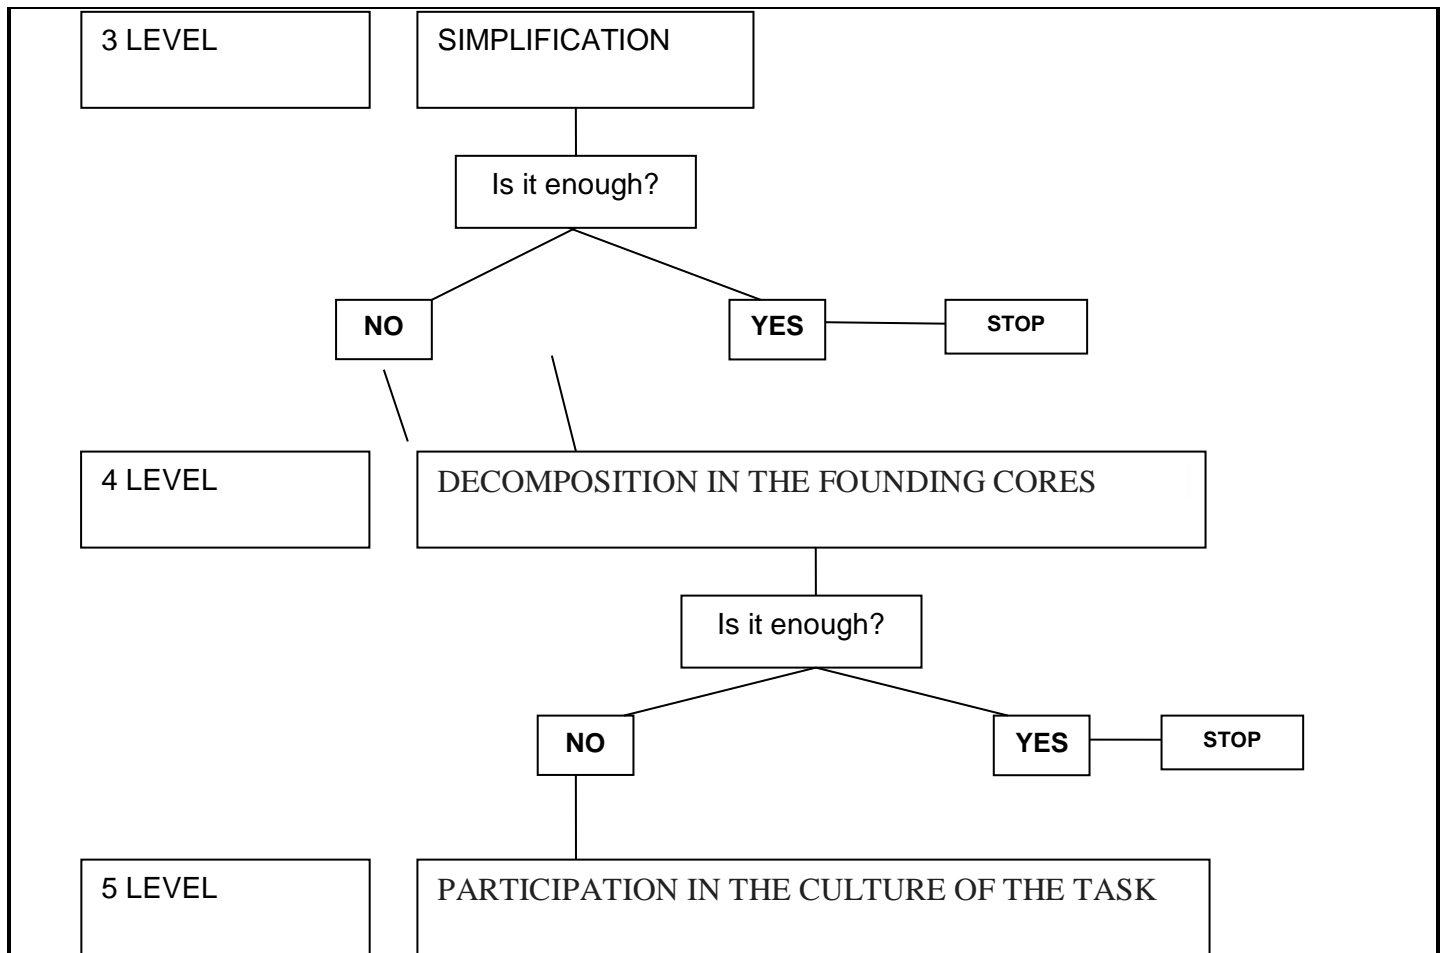 3 LEVEL
SIMPLIFICATION
Is it enough?
NO
YES
STOP
4 LEVEL
DECOMPOSITION IN THE FOUNDING CORES
Is it enough?
NO
YES
STOP
5 LEVEL
PARTICIPATION IN THE CULTURE OF THE TASK